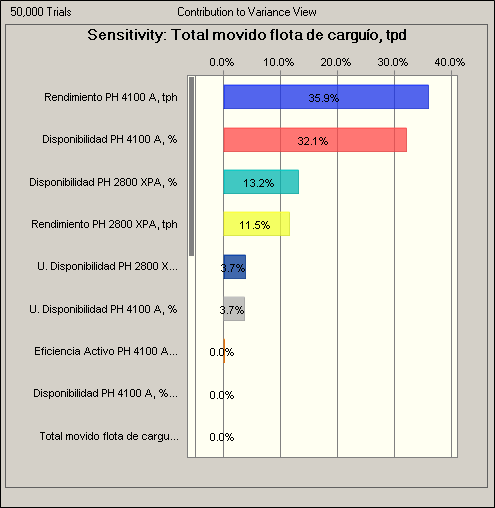 50,000 Trials
Contribution to Variance View
Sensitivity: Total movido flota de carguío, tpd
0.0% 10.0% 20.0% 30.0% 40.0%
Rendimiento PH 4100 A, tph 35.9%
Disponibilidad PH 4100 A, % 32.1%
Disponibilidad PH 2800 XPA, % 13.2%
Rendimiento PH 2800 XPA, tph 11.5%
U. Disponibilidad PH 2800 X... 3.7%
U. Disponibilidad PH 4100 A, % 3.7%
Eficiencia Activo PH 4100 A... 0.0%
Disponibilidad PH 4100 A, %... 0.0%
Total movido flota de cargu... 0.0%